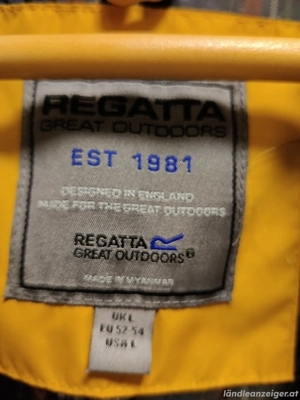 REGATTA
GREAT OUTDOORS
EST 1981
DESIGNED IN ENGLAND
MADE FOR THE GREAT OUTDOORS
REGATTA
GREAT OUTDOORS®
MADE IN MYANMAR
UK L
EU 52-54
USA L
ländleanzeiger.at